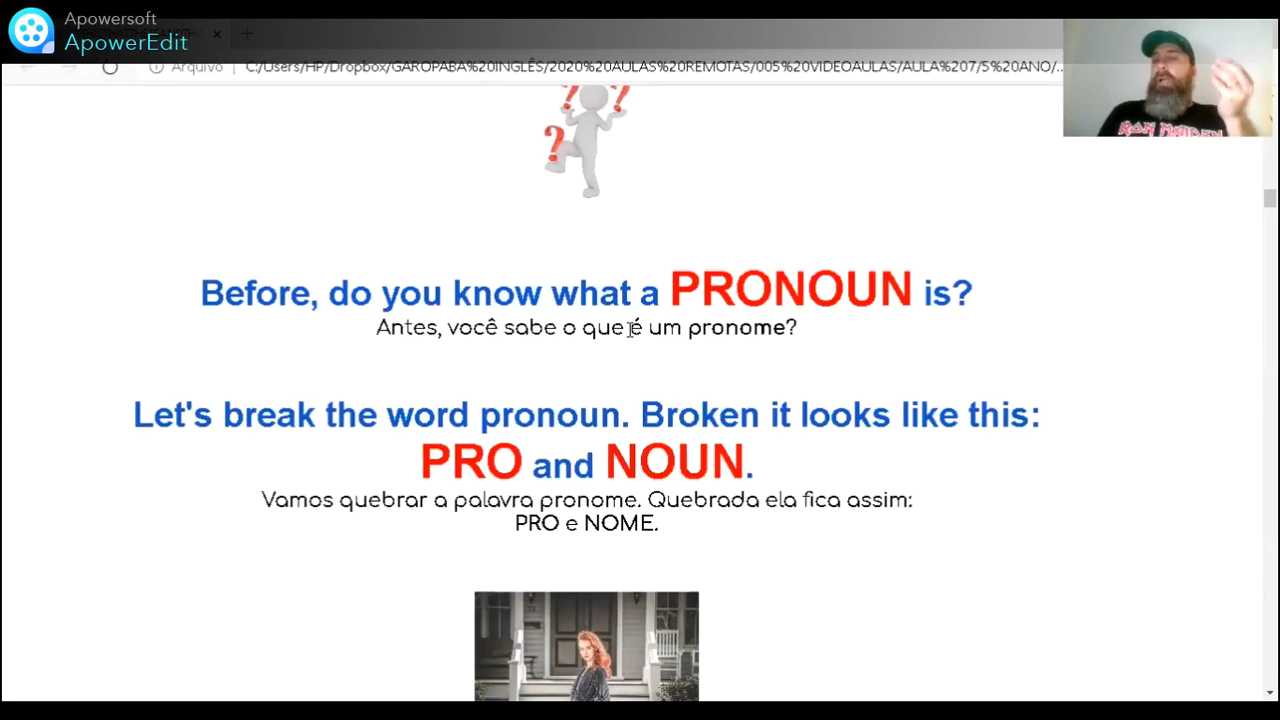 Apowersoft
ApowerEdit
Arquivo
C:/Users/HP/Dropbox/GAROPABA%20INGLÊS/2020%20AULAS%20REMOTAS/005%20VIDEOAULAS/AULA%207/5%20ANO/...
IRON MAIDEN
? ?
?
Before, do you know what a PRONOUN is?
Antes, você sabe o que é um pronome?
Let's break the word pronoun. Broken it looks like this:
PRO and NOUN.
Vamos quebrar a palavra pronome. Quebrada ela fica assim:
PRO e NOME.